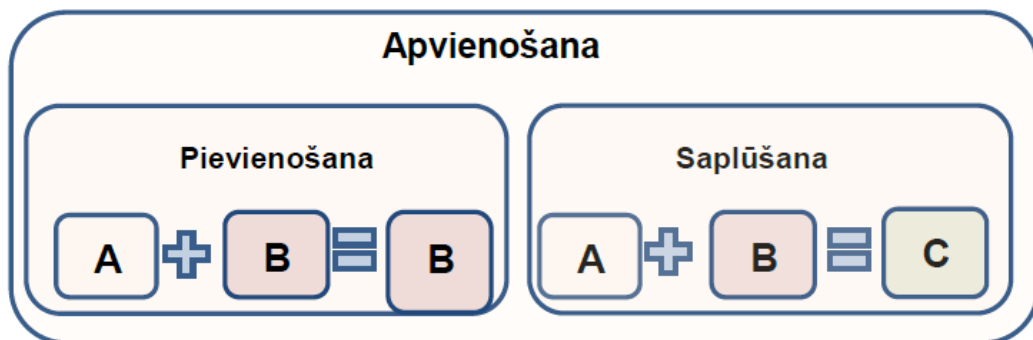 Apvienošana
Pievienošana
A + B = B
Saplūšana
A + B = C